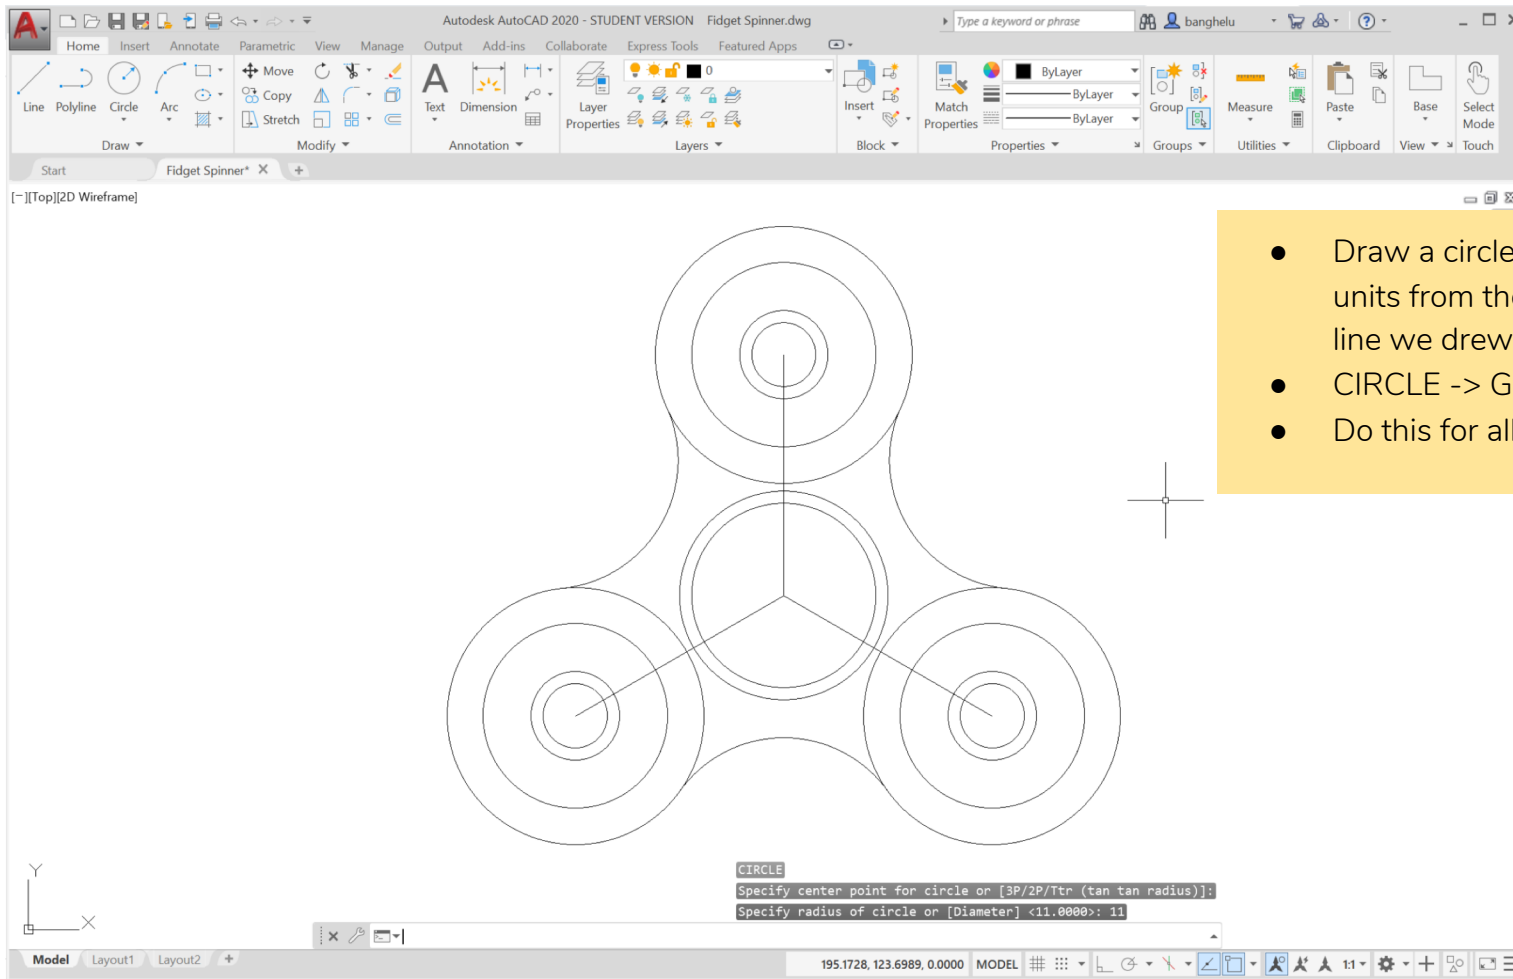 Autodesk AutoCAD 2020 - STUDENT VERSION Fidget Spinner.dwg
Type a keyword or phrase
banghelu
Home Insert Annotate Parametric View Manage Output Add-ins Collaborate Express Tools Featured Apps
Line Polyline Circle Arc
Move
Copy
Stretch
Text Dimension
Layer
Properties
0
Insert
Match
Properties
ByLayer
ByLayer
ByLayer
Group
Measure
Paste
Base
Select
Mode
Draw Modify Annotation Layers Block Properties Groups Utilities Clipboard View Touch
Start Fidget Spinner* +
[−][Top][2D Wireframe]
● Draw a circle
units from the
line we drew
● CIRCLE -> G
● Do this for all
CIRCLE
Specify center point for circle or [3P/2P/Ttr (tan tan radius)]:
Specify radius of circle or [Diameter] <11.0000>: 11
Y
X
Model Layout1 Layout2 +
195.1728, 123.6989, 0.0000 MODEL 1:1